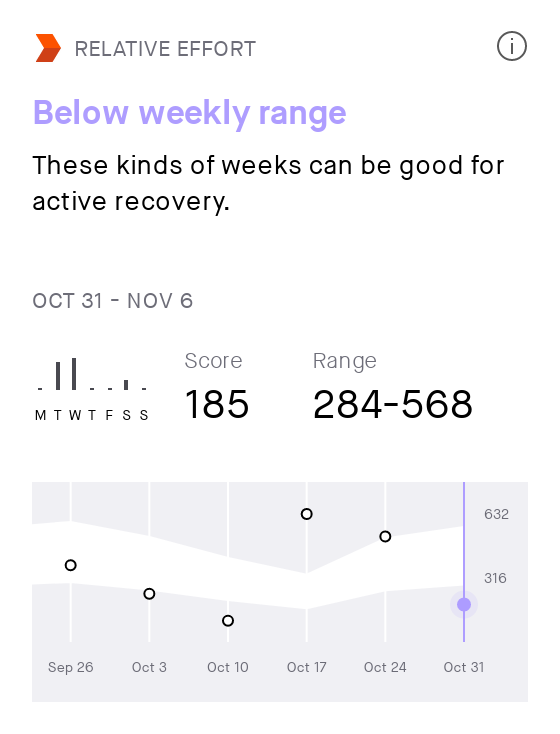 RELATIVE EFFORT
Below weekly range
These kinds of weeks can be good for
active recovery.
OCT 31 - NOV 6
Score
Range
M T W T F S S
185
284-568
632
316
Sep 26
Oct 3
Oct 10
Oct 17
Oct 24
Oct 31